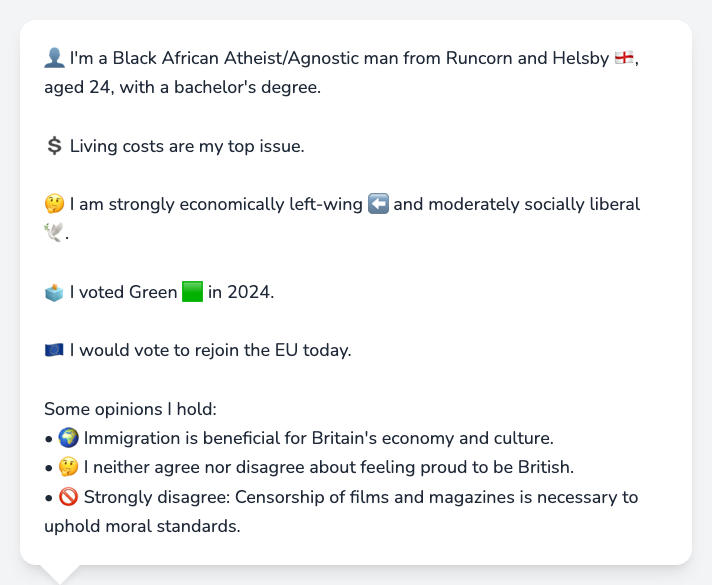 👤 I'm a Black African Atheist/Agnostic man from Runcorn and Helsby 🏴󠁧󠁢󠁥󠁮󠁧󠁿,
aged 24, with a bachelor's degree.
💲 Living costs are my top issue.
🤔 I am strongly economically left-wing ⬅️ and moderately socially liberal
🕊️.
🗳️ I voted Green 🟩 in 2024.
🇪🇺 I would vote to rejoin the EU today.
Some opinions I hold:
• 🌍 Immigration is beneficial for Britain's economy and culture.
• 🤔 I neither agree nor disagree about feeling proud to be British.
• 🚫 Strongly disagree: Censorship of films and magazines is necessary to
uphold moral standards.